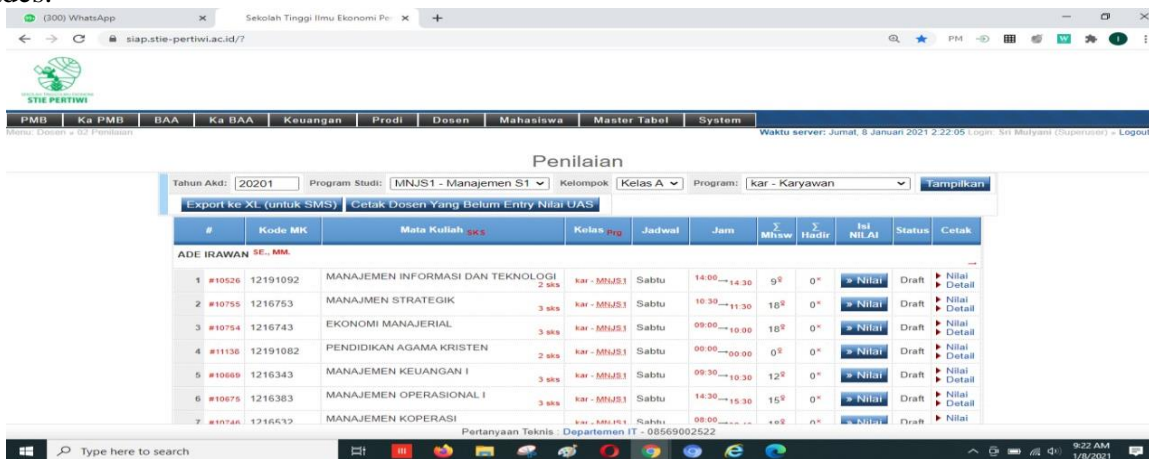 (300) WhatsApp
Sekolah Tinggi Ilmu Ekonomi Pe
siap.stie-pertiwi.ac.id/?
PM
STIE PERTIWI
PMB Ka PMB BAA Ka BAA Keuangan Prodi Dosen Mahasiswa Master Tabel System
Menu: Dosen » 02 Penilaian Waktu server: Jumat, 8 Januari 2021 2:22:05 Login: Sri Mulyani (Superuser) » Logout
Penilaian
Tahun Akd: 20201 Program Studi: MNJS1 - Manajemen S1 Kelompok Kelas A Program: kar - Karyawan Tampilkan
Export ke XL (untuk SMS) Cetak Dosen Yang Belum Entry Nilai UAS
# Kode MK Mata Kuliah SKS Kelas Prg Jadwal Jam Σ Mhsw Σ Hadir Isi NILAI Status Cetak
ADE IRAWAN SE., MM.
1 #10526 12191092 MANAJEMEN INFORMASI DAN TEKNOLOGI 2 sks kar - MNJS1 Sabtu 14:00 → 14:30 9 0 » Nilai Draft Nilai Detail
2 #10755 1216753 MANAJMEN STRATEGIK 3 sks kar - MNJS1 Sabtu 10:30 → 11:30 18 0 » Nilai Draft Nilai Detail
3 #10754 1216743 EKONOMI MANAJERIAL 3 sks kar - MNJS1 Sabtu 09:00 → 10:00 18 0 » Nilai Draft Nilai Detail
4 #11138 12191082 PENDIDIKAN AGAMA KRISTEN 2 sks kar - MNJS1 Sabtu 00:00 → 00:00 0 0 » Nilai Draft Nilai Detail
5 #10669 1216343 MANAJEMEN KEUANGAN I 3 sks kar - MNJS1 Sabtu 09:30 → 10:30 12 0 » Nilai Draft Nilai Detail
6 #10675 1216383 MANAJEMEN OPERASIONAL I 3 sks kar - MNJS1 Sabtu 14:30 → 15:30 15 0 » Nilai Draft Nilai Detail
7 #10746 1216532 MANAJEMEN KOPERASI kar - MNJS1 Sabtu 08:00 » Nilai Draft Nilai
Pertanyaan Teknis : Departemen IT - 08569002522
Type here to search
9:22 AM
1/8/2021